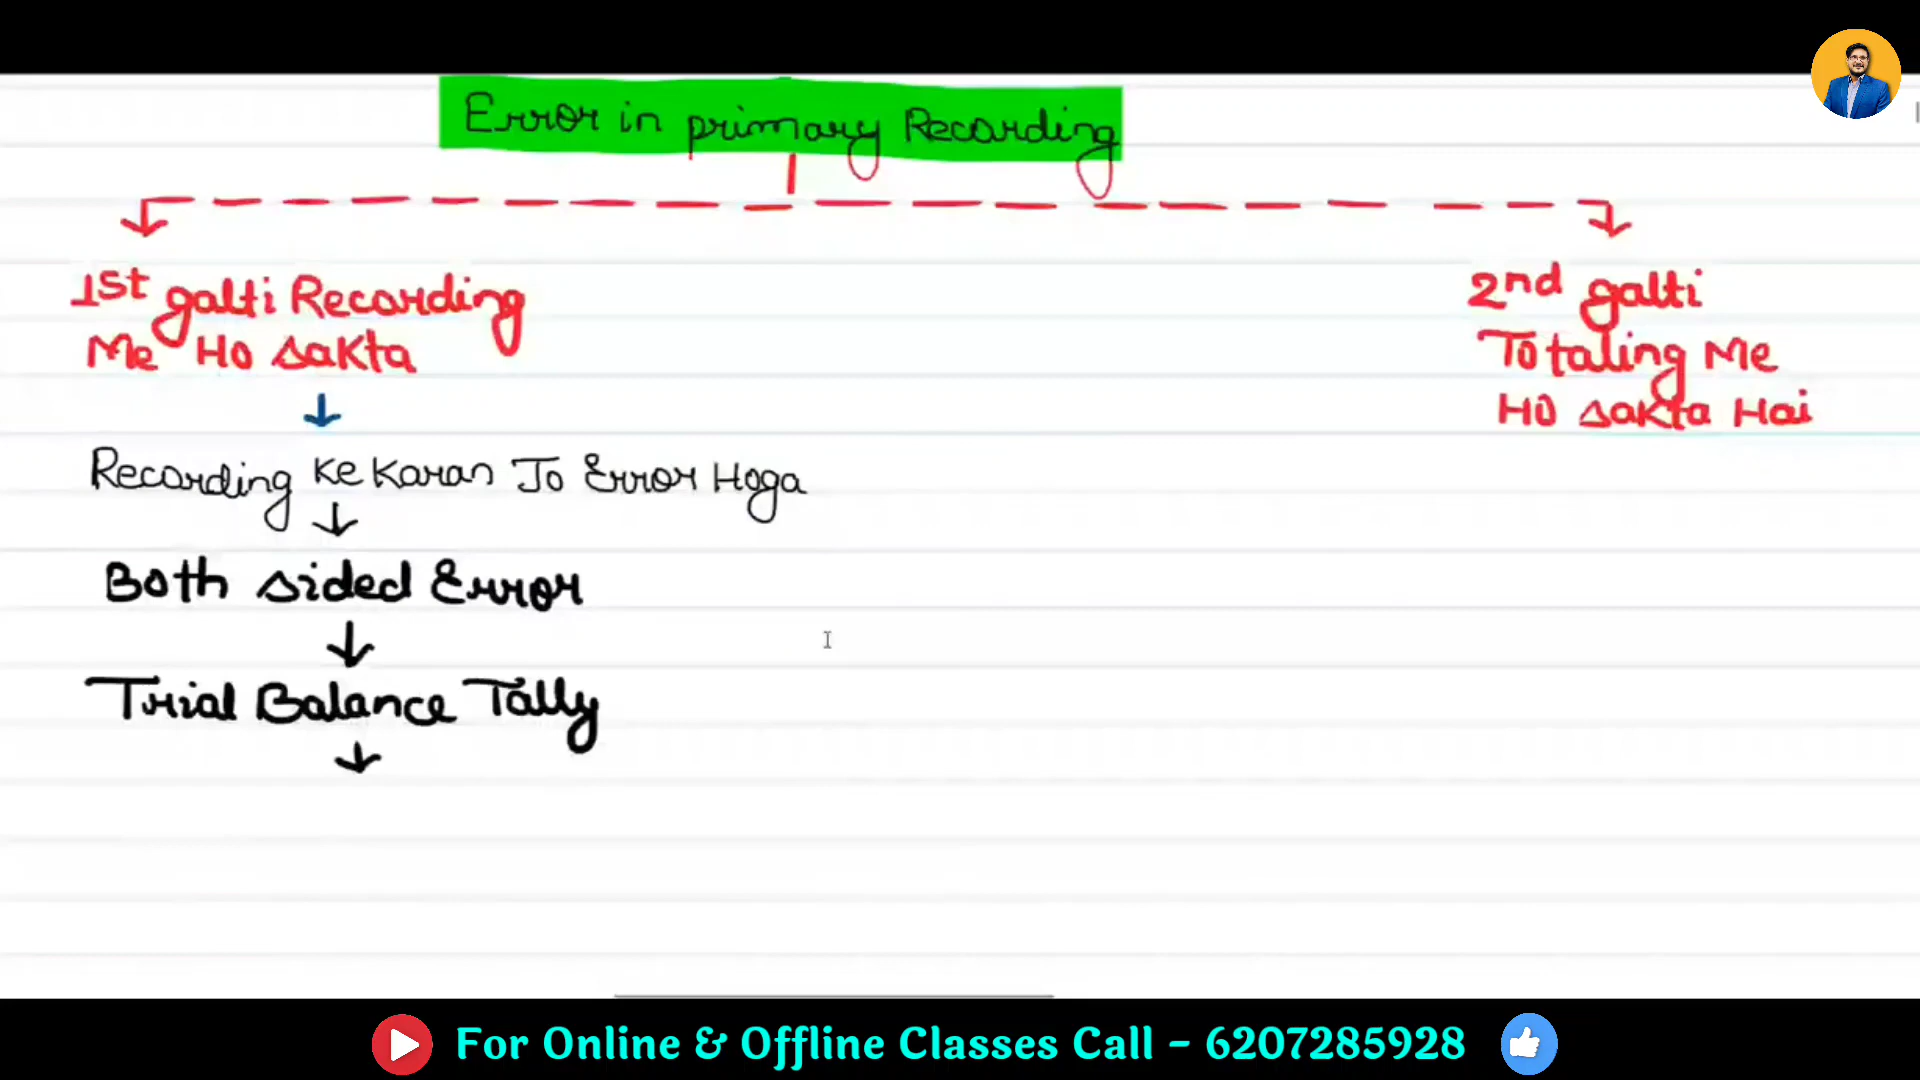 Error in primary Recording
1st galti Recording
Me Ho sakta
2nd galti
Totaling Me
Ho sakta Hai
Recording Ke Karan Jo Error Hoga
Both sided Error
Trial Balance Tally
For Online & Offline Classes Call - 6207285928